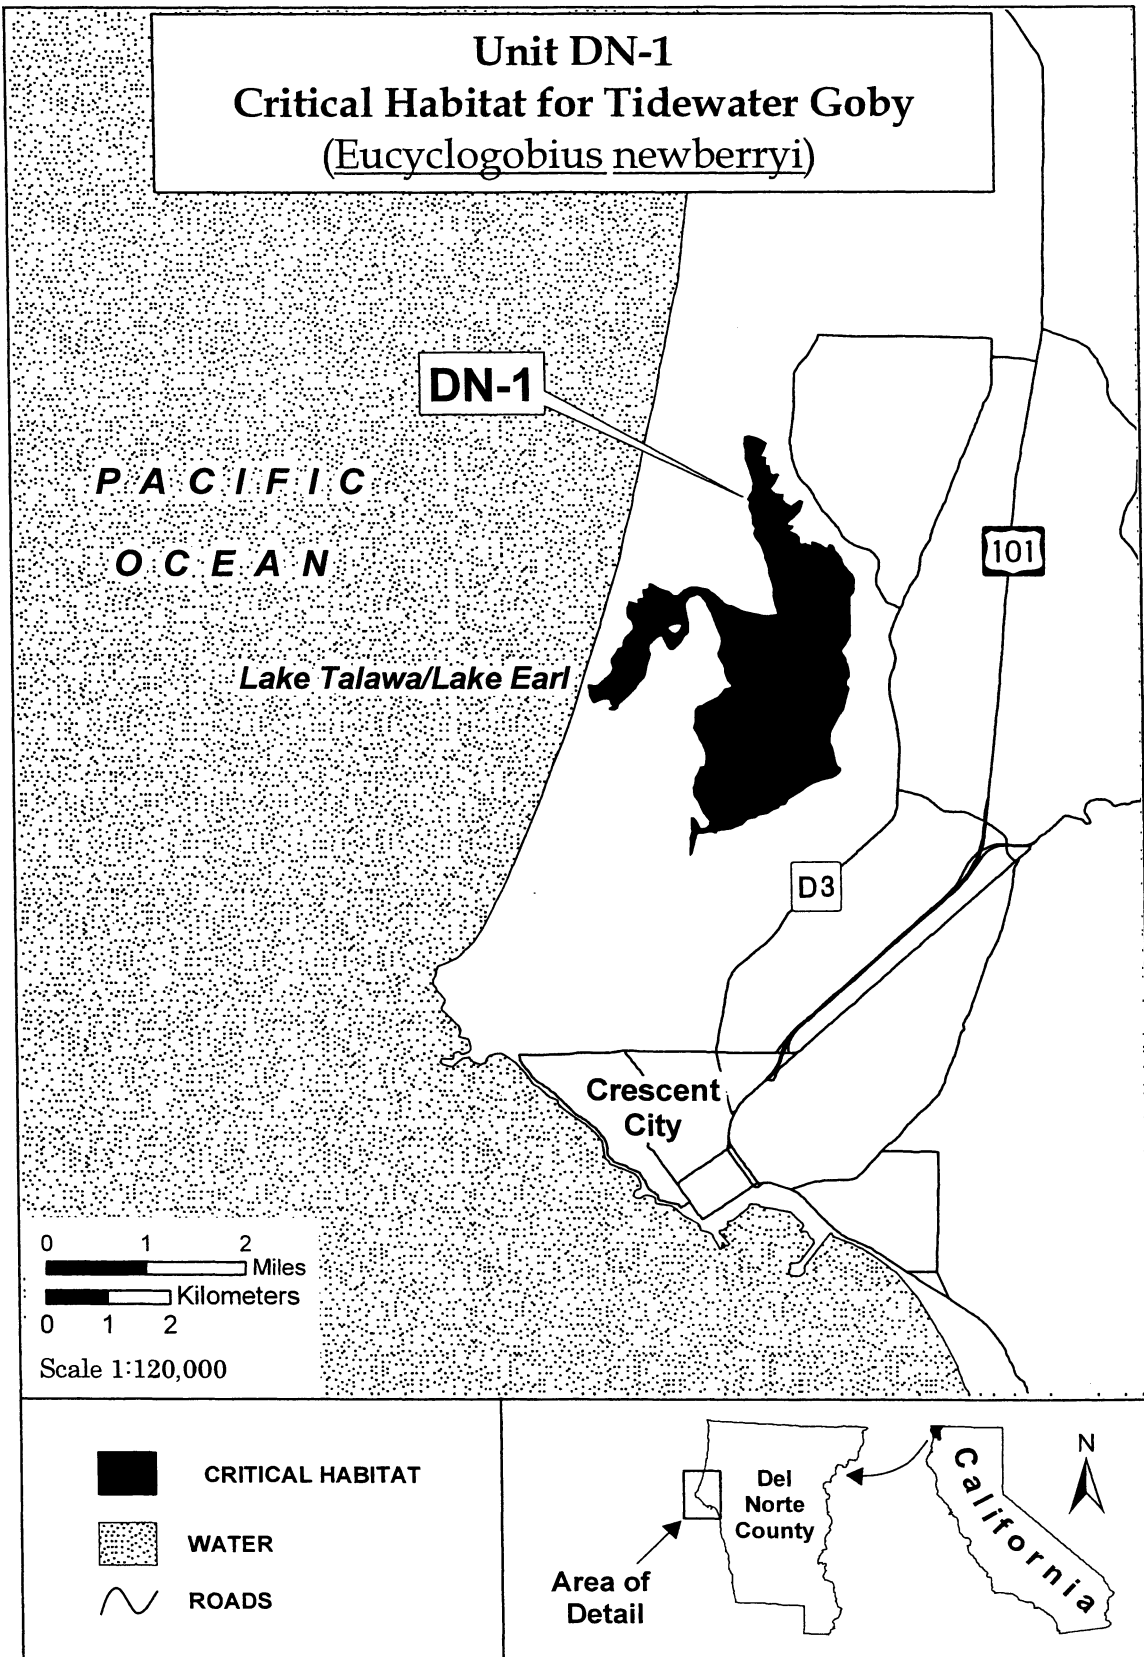 Unit DN-1
Critical Habitat for Tidewater Goby
(Eucyclogobius newberryi)
DN-1
PACIFIC
OCEAN
101
Lake Talawa/Lake Earl
D3
Crescent
City
0 1 2
Miles
Kilometers
0 1 2
Scale 1:120,000
CRITICAL HABITAT
WATER
ROADS
Del
Norte
County
Area of
Detail
California
N